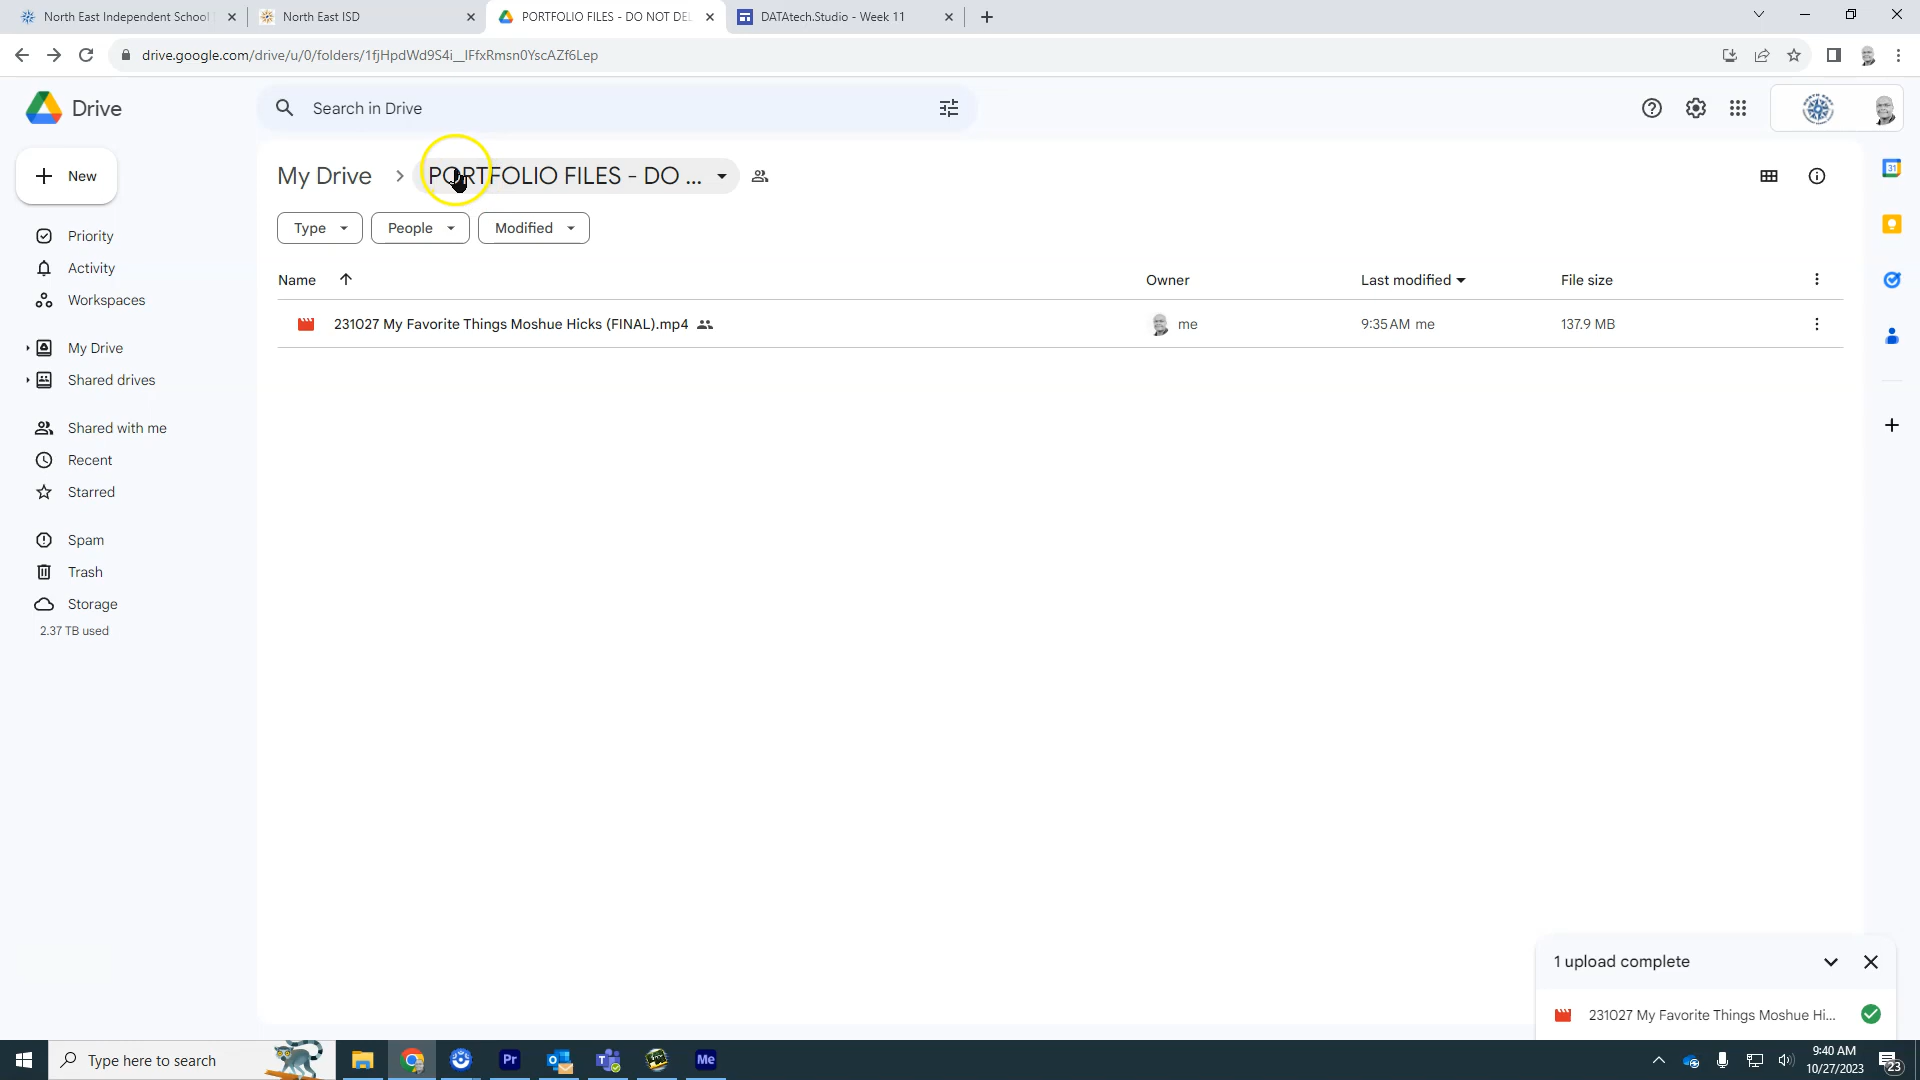 North East Independent School
North East ISD
PORTFOLIO FILES - DO NOT DEL
DATAtech.Studio - Week 11
drive.google.com/drive/u/0/folders/1fjHpdWd9S4i__lFfxRmsn0YscAZf6Lep
Drive
Search in Drive
New
My Drive
PORTFOLIO FILES - DO ...
Type
People
Modified
Priority
Activity
Workspaces
My Drive
Shared drives
Shared with me
Recent
Starred
Spam
Trash
Storage
2.37 TB used
Name
Owner
Last modified
File size
231027 My Favorite Things Moshue Hicks (FINAL).mp4
me
9:35 AM me
137.9 MB
31
1 upload complete
231027 My Favorite Things Moshue Hi...
Type here to search
Pr
Me
9:40 AM
10/27/2023
23